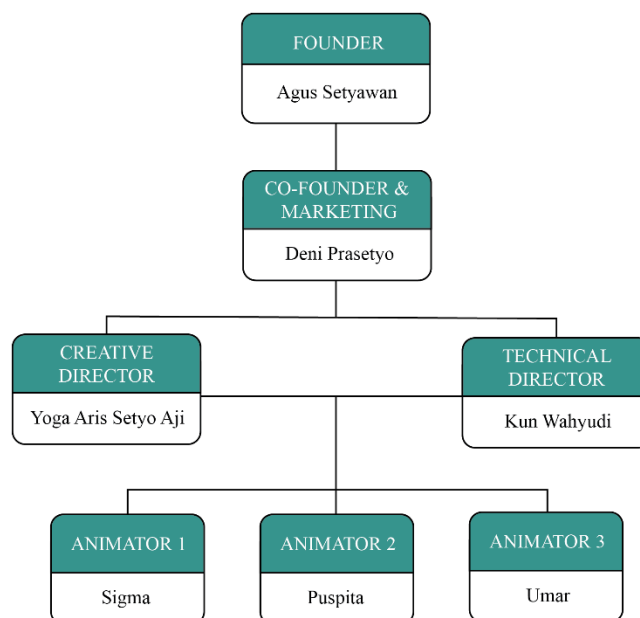 FOUNDER
Agus Setyawan
CO-FOUNDER &
MARKETING
Deni Prasetyo
CREATIVE
DIRECTOR
Yoga Aris Setyo Aji
TECHNICAL
DIRECTOR
Kun Wahyudi
ANIMATOR 1
Sigma
ANIMATOR 2
Puspita
ANIMATOR 3
Umar